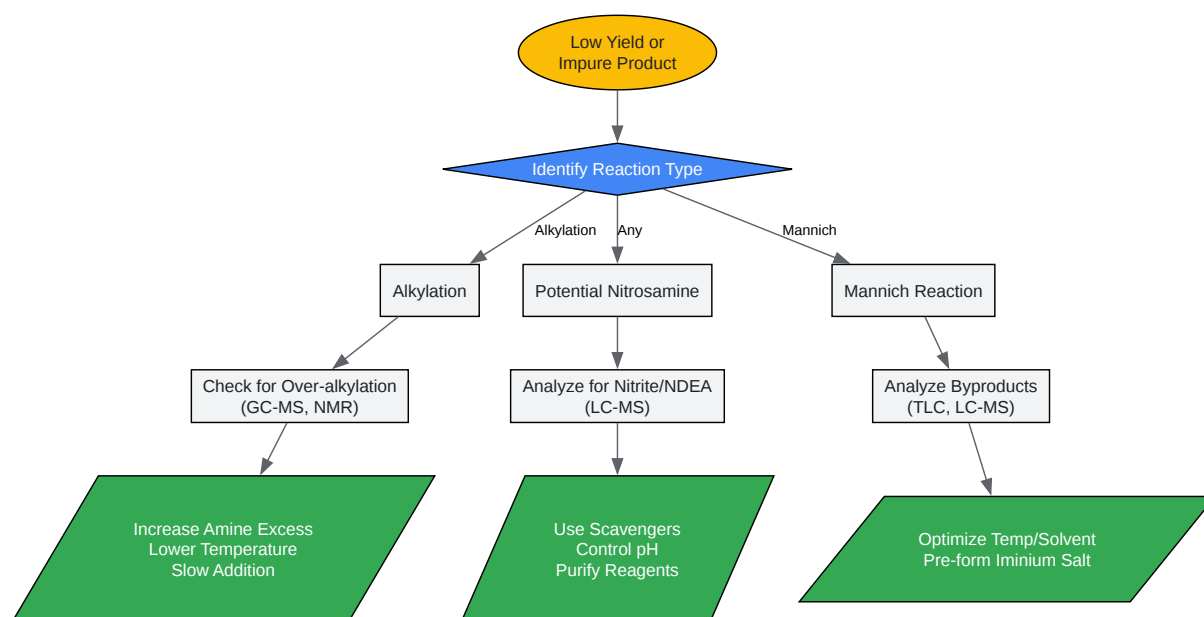 Low Yield or
Impure Product
Identify Reaction Type
Alkylation
Any
Mannich
Alkylation
Potential Nitrosamine
Mannich Reaction
Check for Over-alkylation
(GC-MS, NMR)
Analyze for Nitrite/NDEA
(LC-MS)
Analyze Byproducts
(TLC, LC-MS)
Increase Amine Excess
Lower Temperature
Slow Addition
Use Scavengers
Control pH
Purify Reagents
Optimize Temp/Solvent
Pre-form Iminium Salt